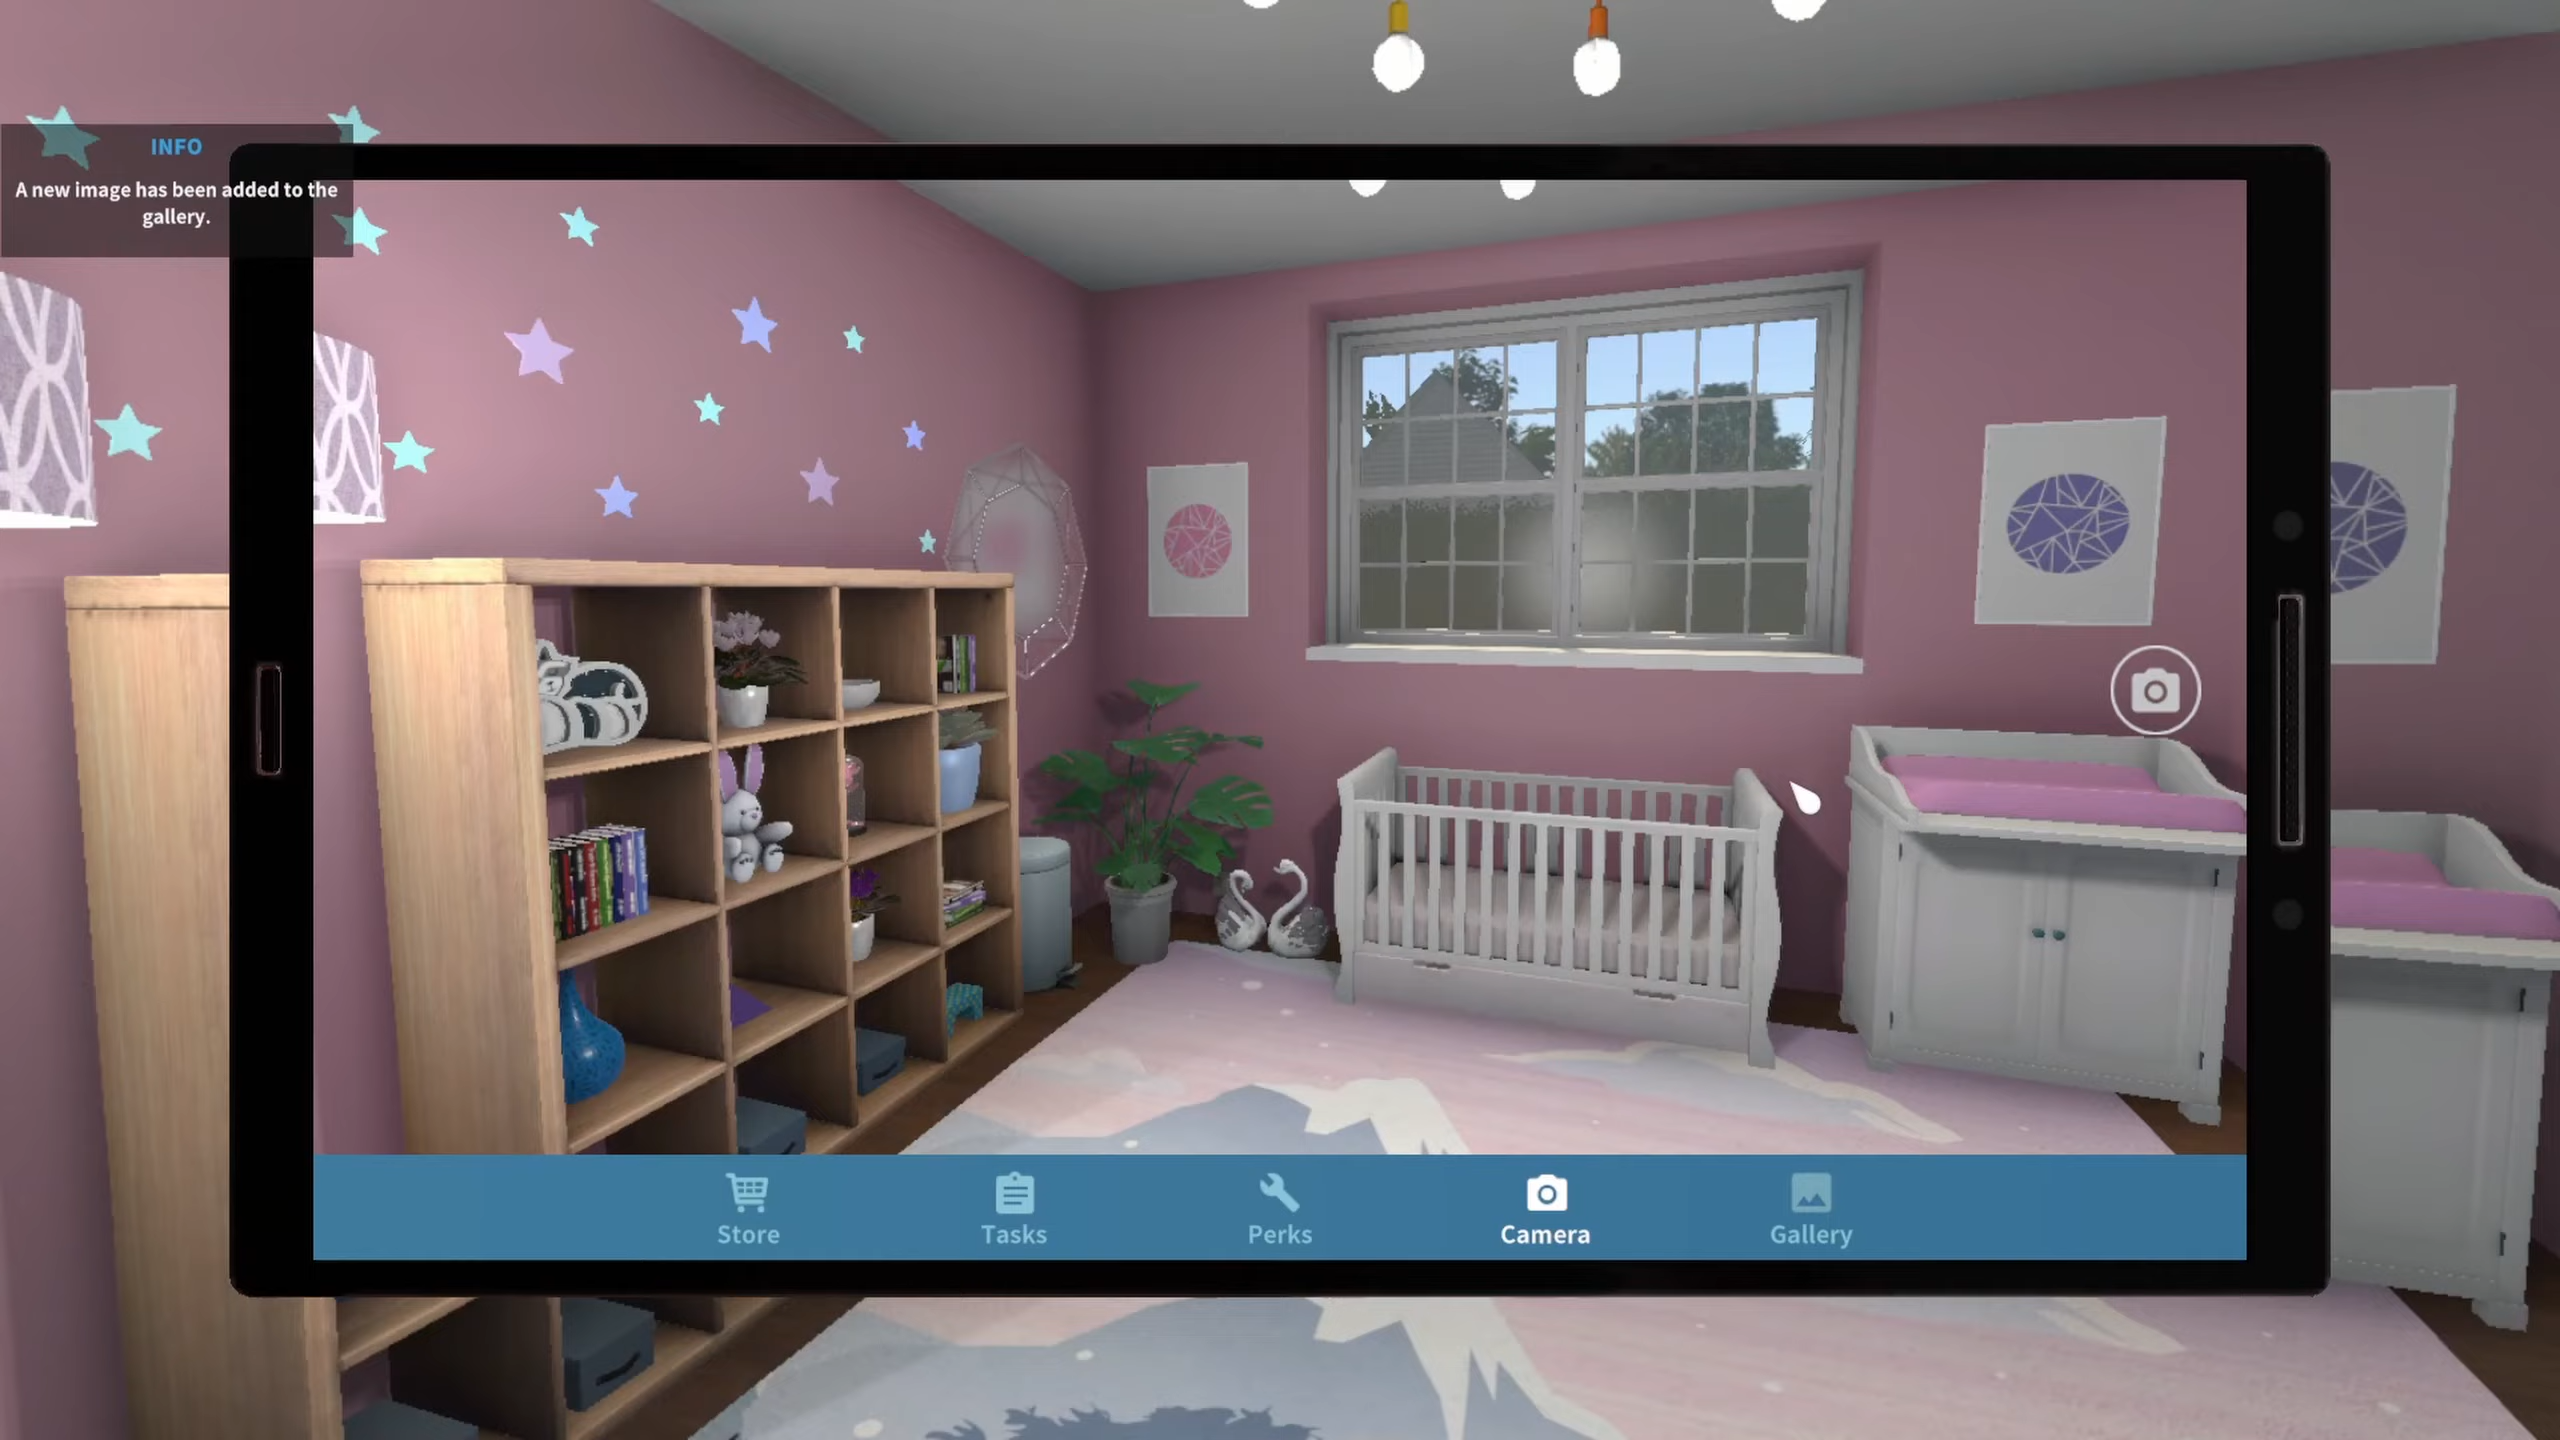 INFO
A new image has been added to the
gallery.
Store
Tasks
Perks
Camera
Gallery